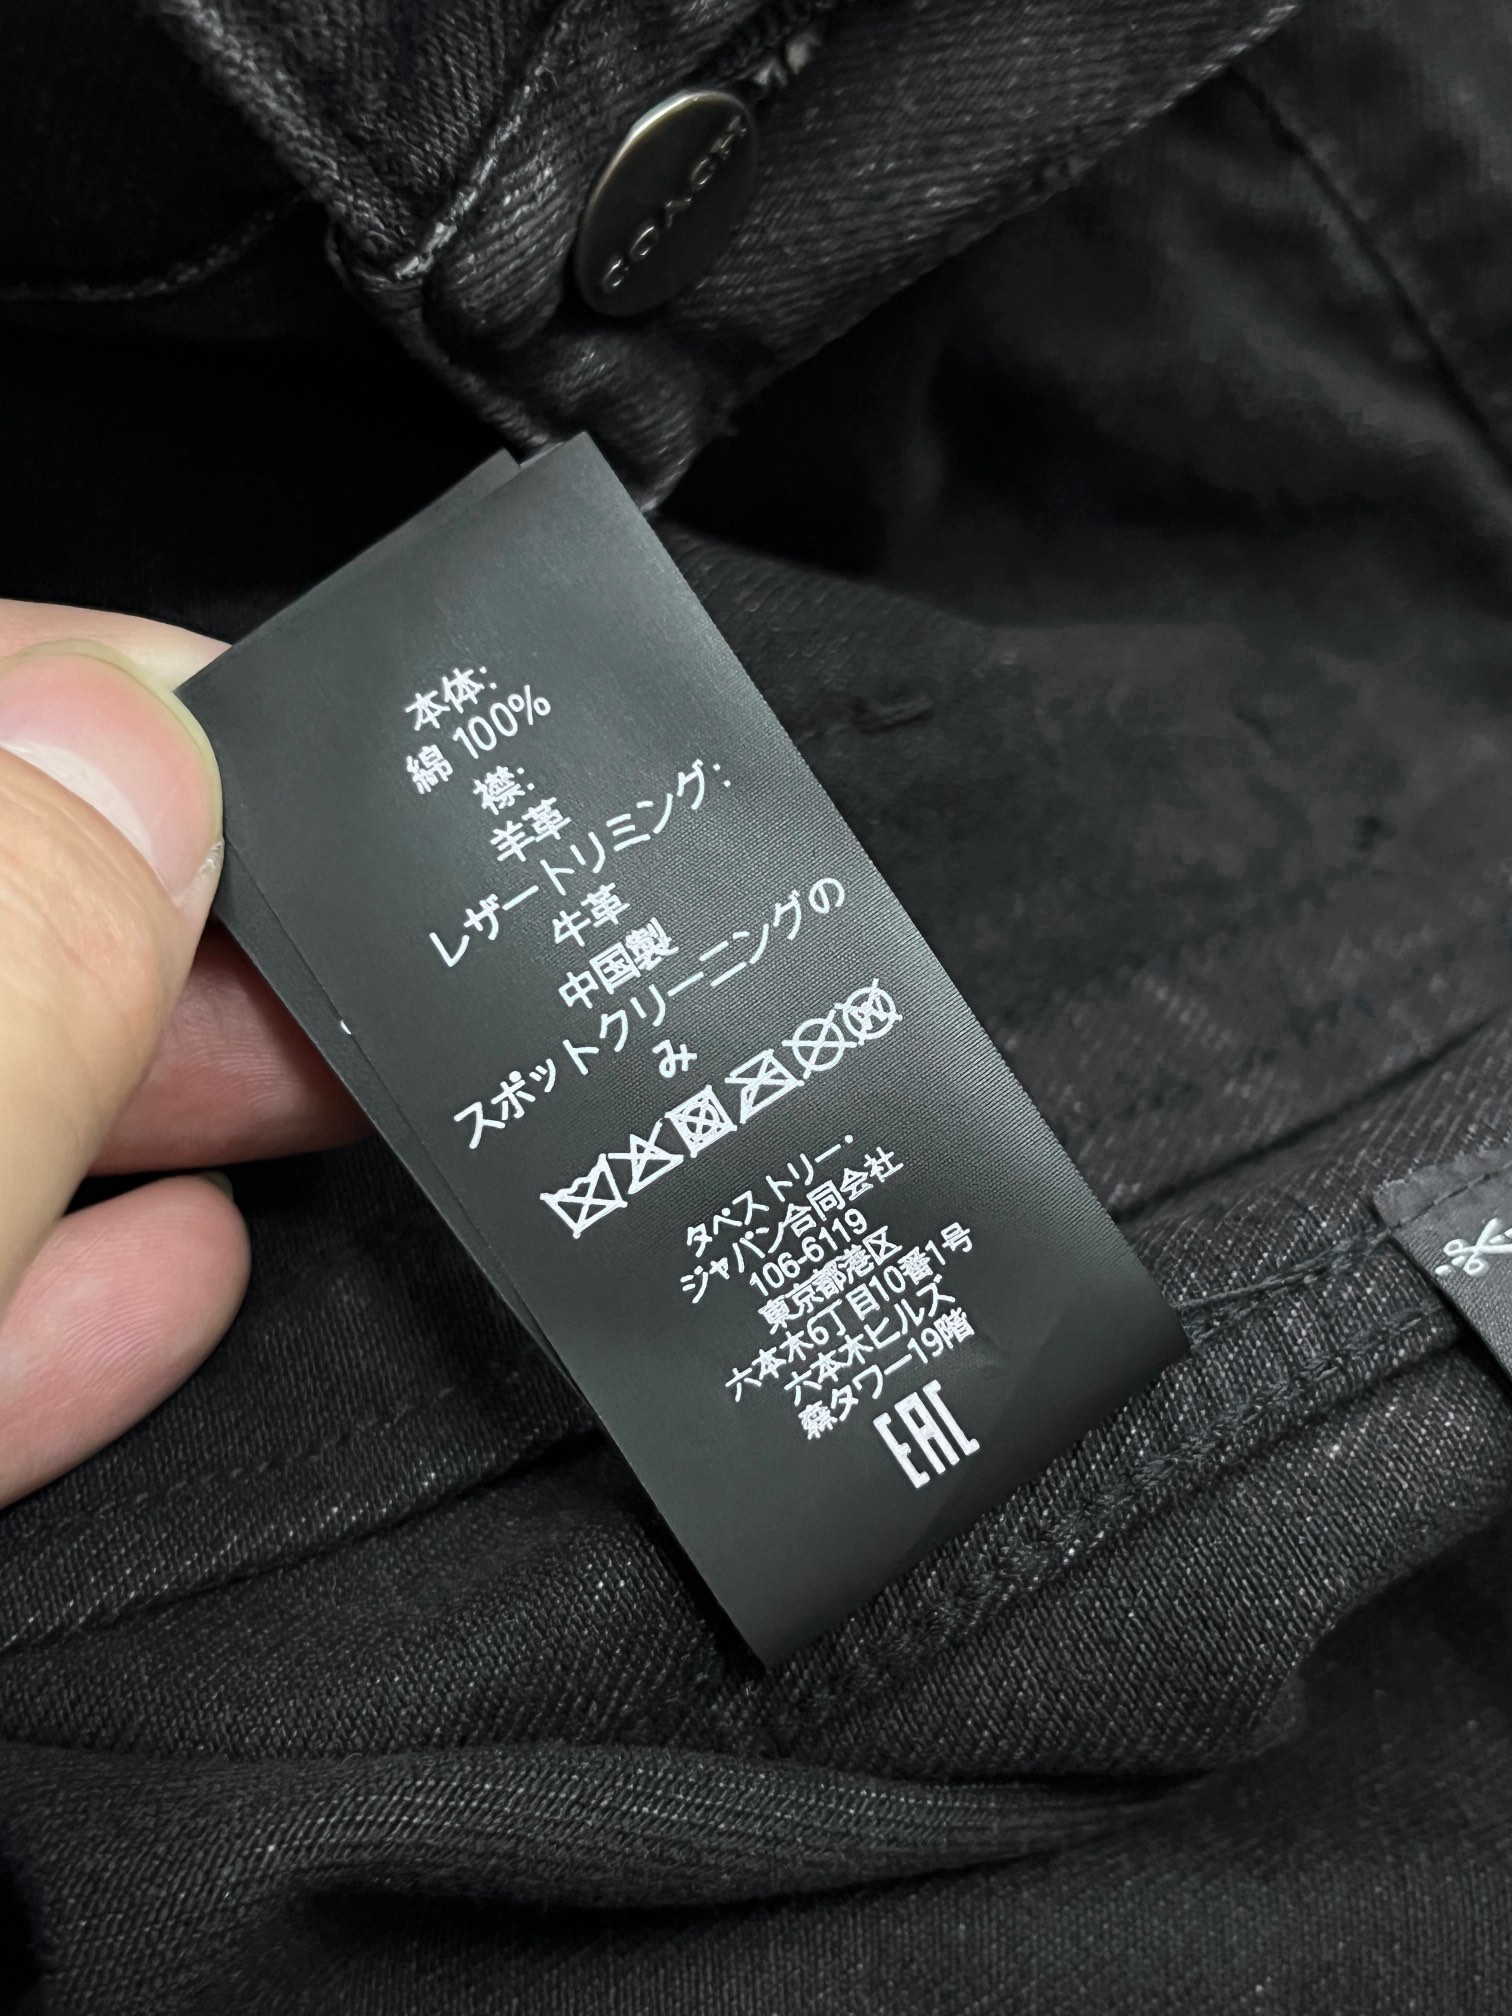 COACH
本体:
綿 100%
襟:
羊革
レザートリミング:
牛革
中国製
スポットクリーニングの
み
タペストリー・
ジャパン合同会社
106-6119
東京都港区
六本木6丁目10番1号
六本木ヒルズ
森タワー19階
EAC